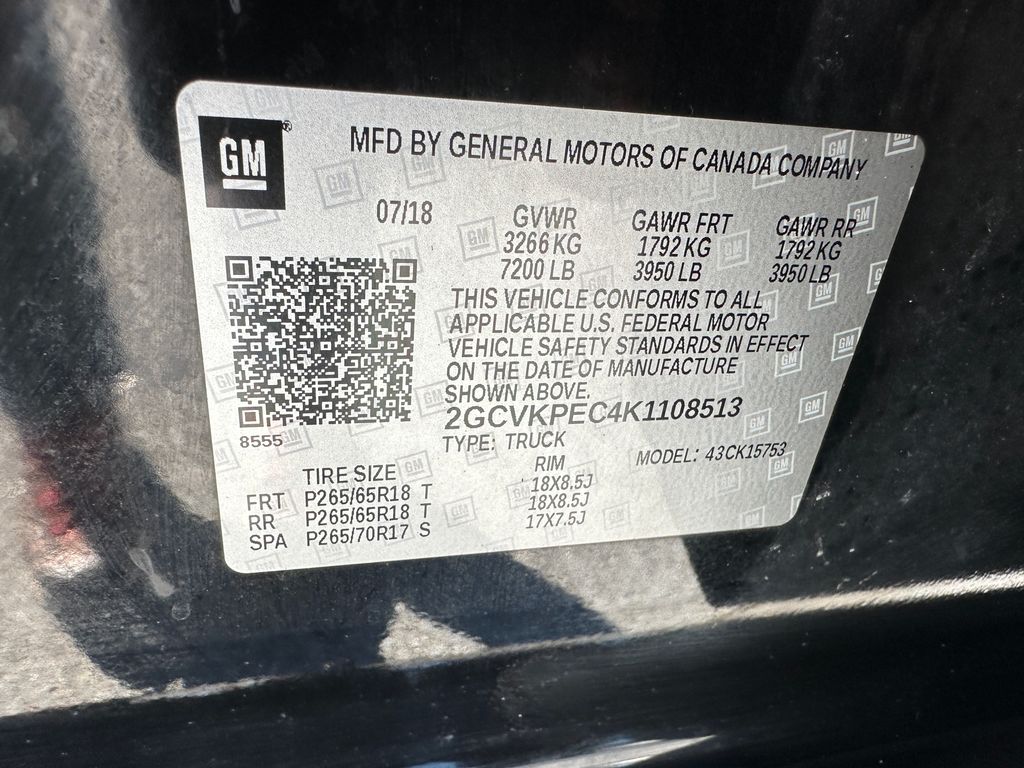 GM
MFD BY GENERAL MOTORS OF CANADA COMPANY
07/18 GVWR GAWR FRT GAWR RR
3266 KG 1792 KG 1792 KG
7200 LB 3950 LB 3950 LB
THIS VEHICLE CONFORMS TO ALL
APPLICABLE U.S. FEDERAL MOTOR
VEHICLE SAFETY STANDARDS IN EFFECT
ON THE DATE OF MANUFACTURE
SHOWN ABOVE.
2GCVKPEC4K1108513
8555 TYPE: TRUCK MODEL: 43CK15753
TIRE SIZE RIM
FRT P265/65R18 T 18X8.5J
RR P265/65R18 T 18X8.5J
SPA P265/70R17 S 17X7.5J